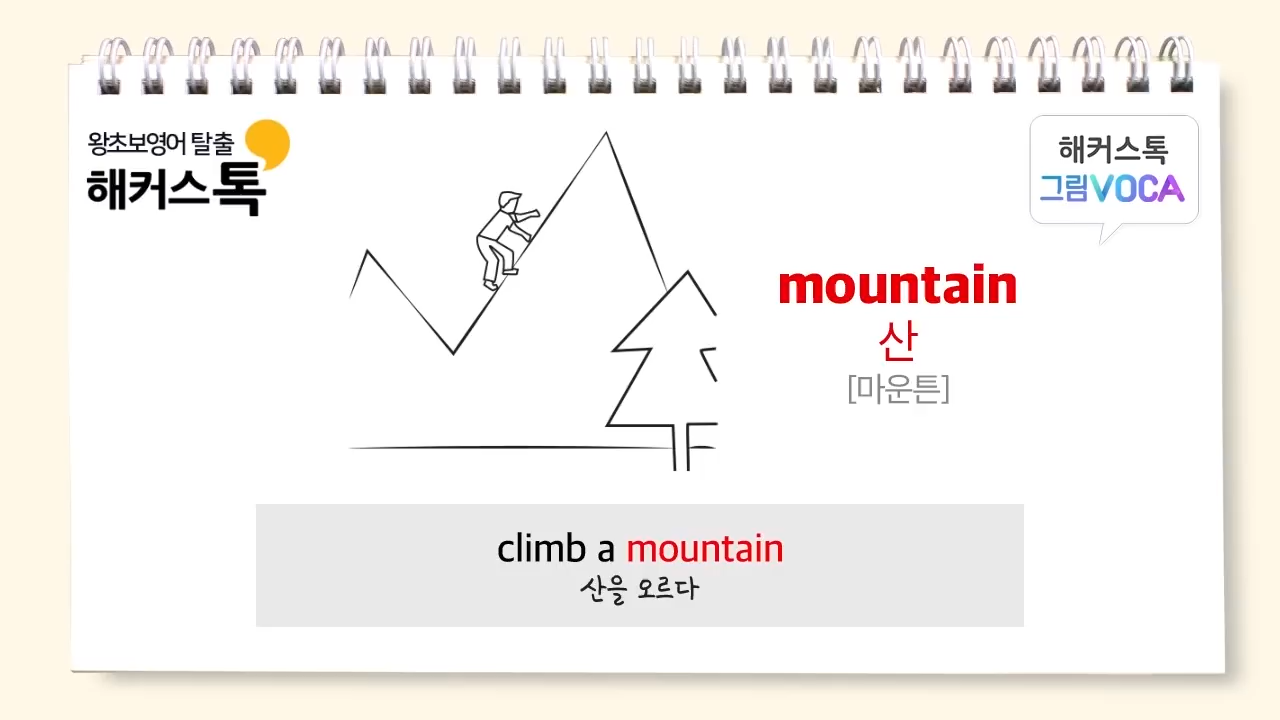 왕초보영어 탈출
해커스톡
해커스톡
그림VOCA
mountain
산
[마운튼]
climb a mountain
산을 오르다